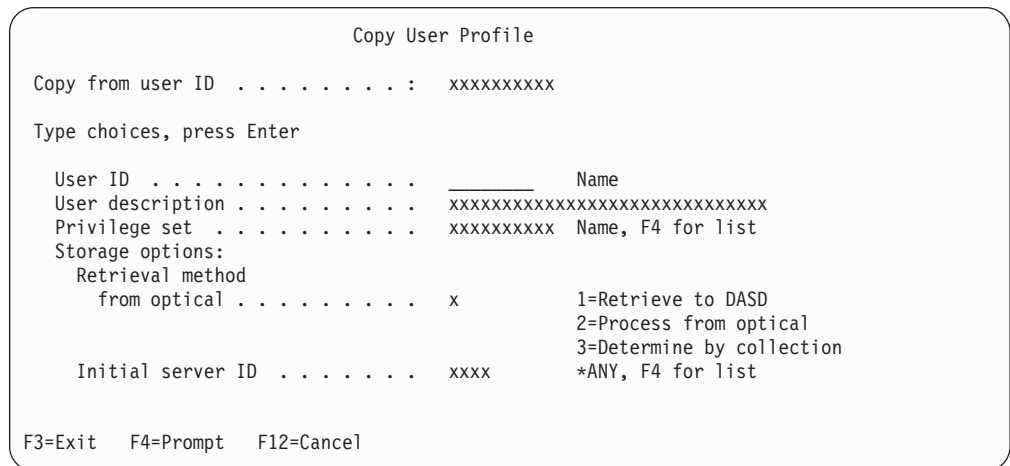 Copy User Profile
Copy from user ID . . . . . . . . : xxxxxxxxxx
Type choices, press Enter
User ID . . . . . . . . . . . . . ________ Name
User description . . . . . . . . . xxxxxxxxxxxxxxxxxxxxxxxxxxxxxx
Privilege set . . . . . . . . . . xxxxxxxxxx Name, F4 for list
Storage options:
Retrieval method
from optical . . . . . . . . . x 1=Retrieve to DASD
2=Process from optical
3=Determine by collection
Initial server ID . . . . . . . xxxx *ANY, F4 for list
F3=Exit F4=Prompt F12=Cancel